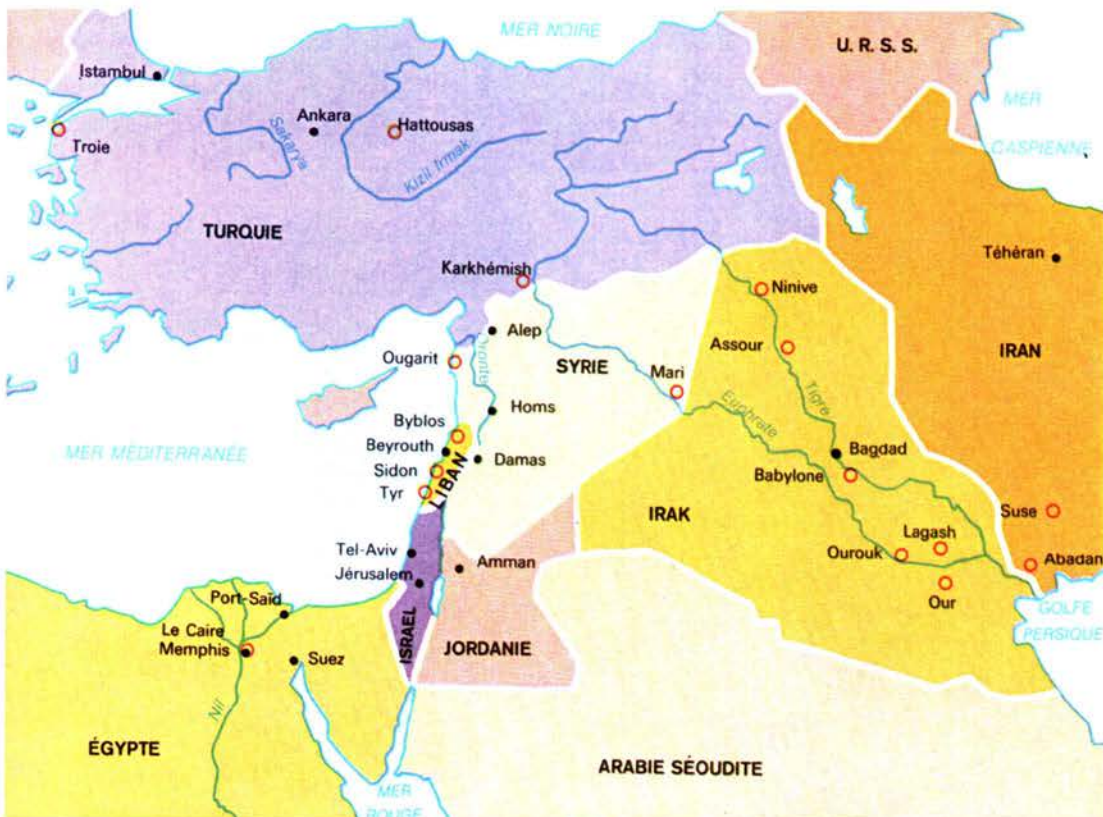 MER NOIRE
U. R. S. S.
Istambul
MER
CASPIENNE
Ankara
Hattousas
Troie
Sakarya
Kizil Irmak
TURQUIE
Téhéran
Karkhémish
Ninive
Alep
Assour
IRAN
Ougarit
Oronte
SYRIE
Mari
Tigre
Homs
Euphrate
Byblos
MER MÉDITERRANÉE
Beyrouth
Bagdad
Damas
Sidon
LIBAN
Babylone
Tyr
IRAK
Suse
Lagash
Tel-Aviv
Ourouk
Amman
Abadan
Jérusalem
Port-Saïd
Our
GOLFE
PERSIQUE
Le Caire
Memphis
Suez
ISRAEL
JORDANIE
Nil
ÉGYPTE
ARABIE SÉOUDITE
MER
ROUGE